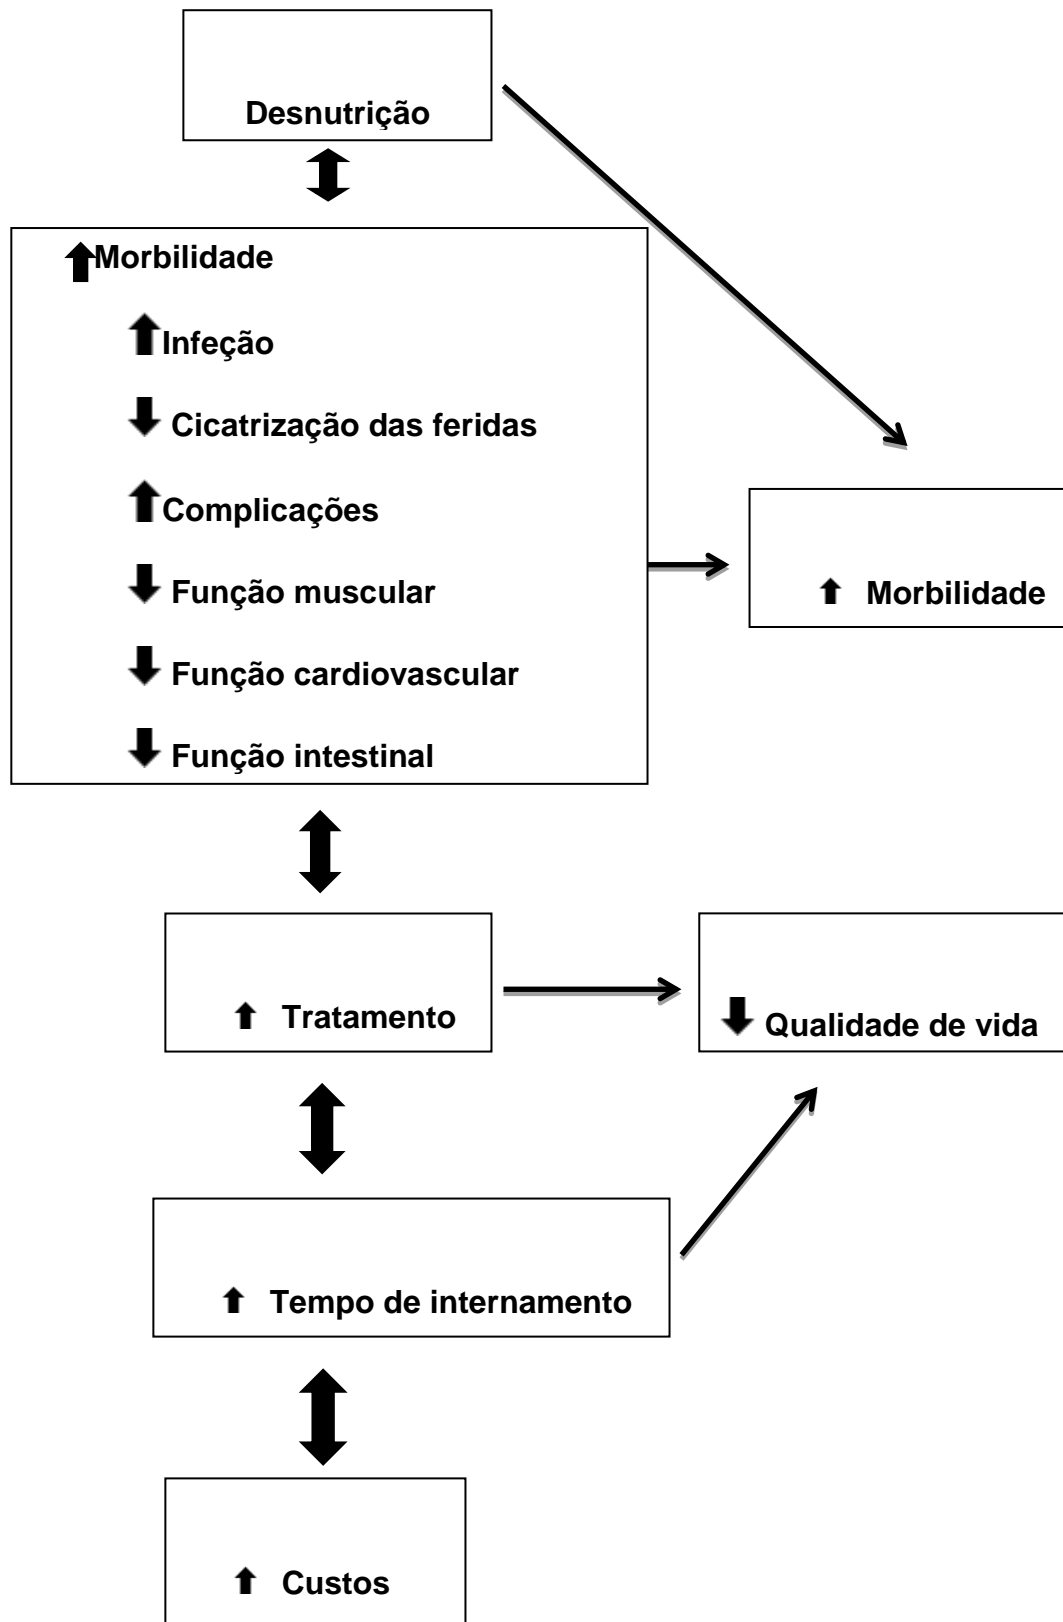 Desnutrição
Morbilidade
Infeção
Cicatrização das feridas
Complicações
Função muscular
Função cardiovascular
Função intestinal
Morbilidade
Tratamento
Qualidade de vida
Tempo de internamento
Custos